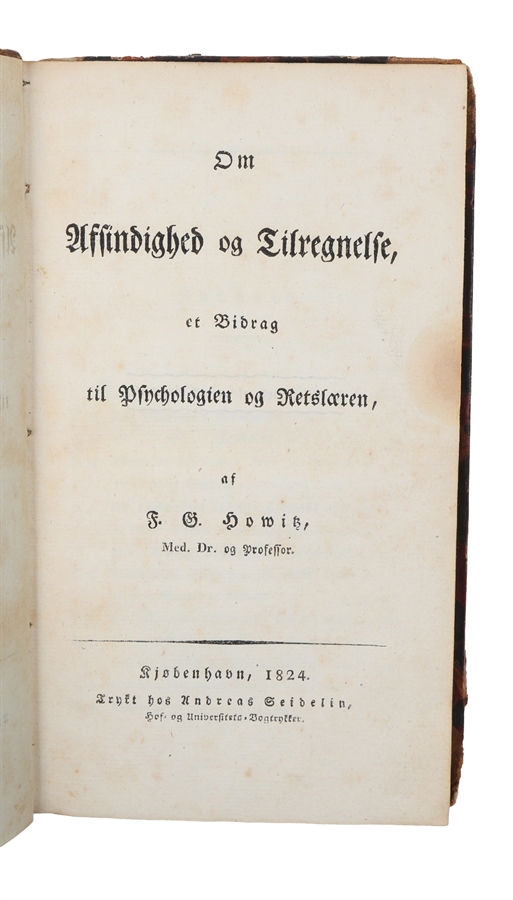 Om
Afsindighed og Tilregnelse,
et Bidrag
til Psychologien og Retslæren,
af
F. G. Howitz,
Med. Dr. og Professor.
Kjøbenhavn, 1824.
Trykt hos Andreas Seidelin,
Hof- og Universitets-Bogtrykker.